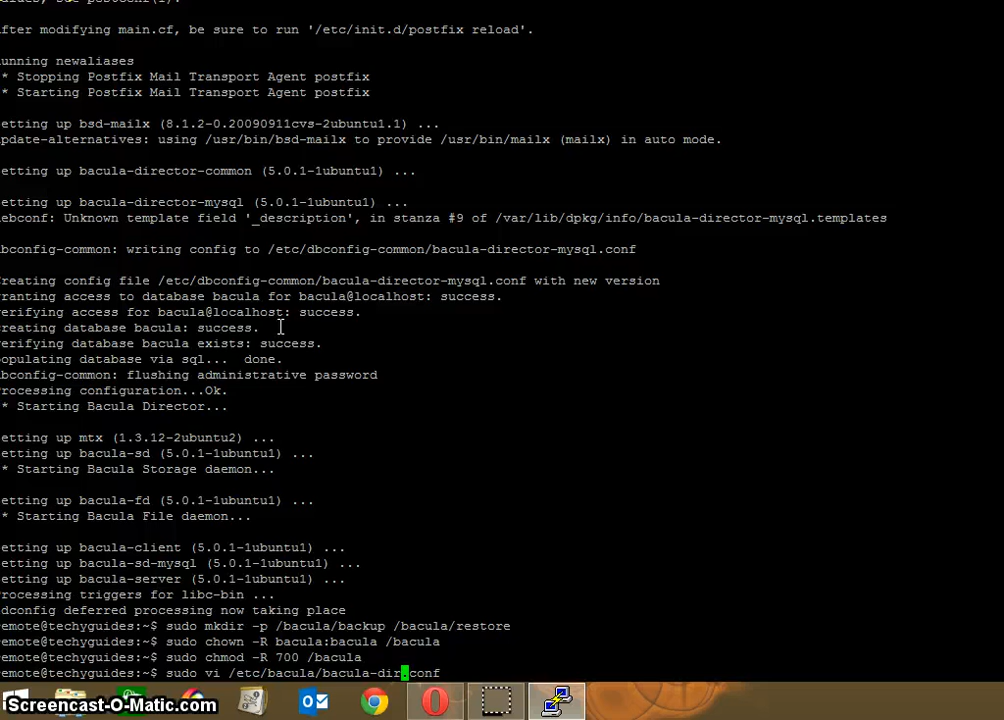 after modifying main.cf, be sure to run '/etc/init.d/postfix reload'.
unning newaliases
* Stopping Postfix Mail Transport Agent postfix
* Starting Postfix Mail Transport Agent postfix
etting up bsd-mailx (8.1.2-0.20090911cvs-2ubuntu1.1) ...
update-alternatives: using /usr/bin/bsd-mailx to provide /usr/bin/mailx (mailx) in auto mode.
etting up bacula-director-common (5.0.1-1ubuntu1) ...
etting up bacula-director-mysql (5.0.1-1ubuntu1) ...
ebconf: Unknown template field '_description', in stanza #9 of /var/lib/dpkg/info/bacula-director-mysql.templates
bconfig-common: writing config to /etc/dbconfig-common/bacula-director-mysql.conf
Creating config file /etc/dbconfig-common/bacula-director-mysql.conf with new version
ranting access to database bacula for bacula@localhost: success.
verifying access for bacula@localhost: success.
creating database bacula: success.
verifying database bacula exists: success.
populating database via sql... done.
bconfig-common: flushing administrative password
rocessing configuration...Ok.
* Starting Bacula Director...
etting up mtx (1.3.12-2ubuntu2) ...
etting up bacula-sd (5.0.1-1ubuntu1) ...
* Starting Bacula Storage daemon...
etting up bacula-fd (5.0.1-1ubuntu1) ...
* Starting Bacula File daemon...
etting up bacula-client (5.0.1-1ubuntu1) ...
etting up bacula-sd-mysql (5.0.1-1ubuntu1) ...
etting up bacula-server (5.0.1-1ubuntu1) ...
rocessing triggers for libc-bin ...
dconfig deferred processing now taking place
emote@techyguides:~$ sudo mkdir -p /bacula/backup /bacula/restore
emote@techyguides:~$ sudo chown -R bacula:bacula /bacula
emote@techyguides:~$ sudo chmod -R 700 /bacula
emote@techyguides:~$ sudo vi /etc/bacula/bacula-dir.conf
Screencast-O-Matic.com